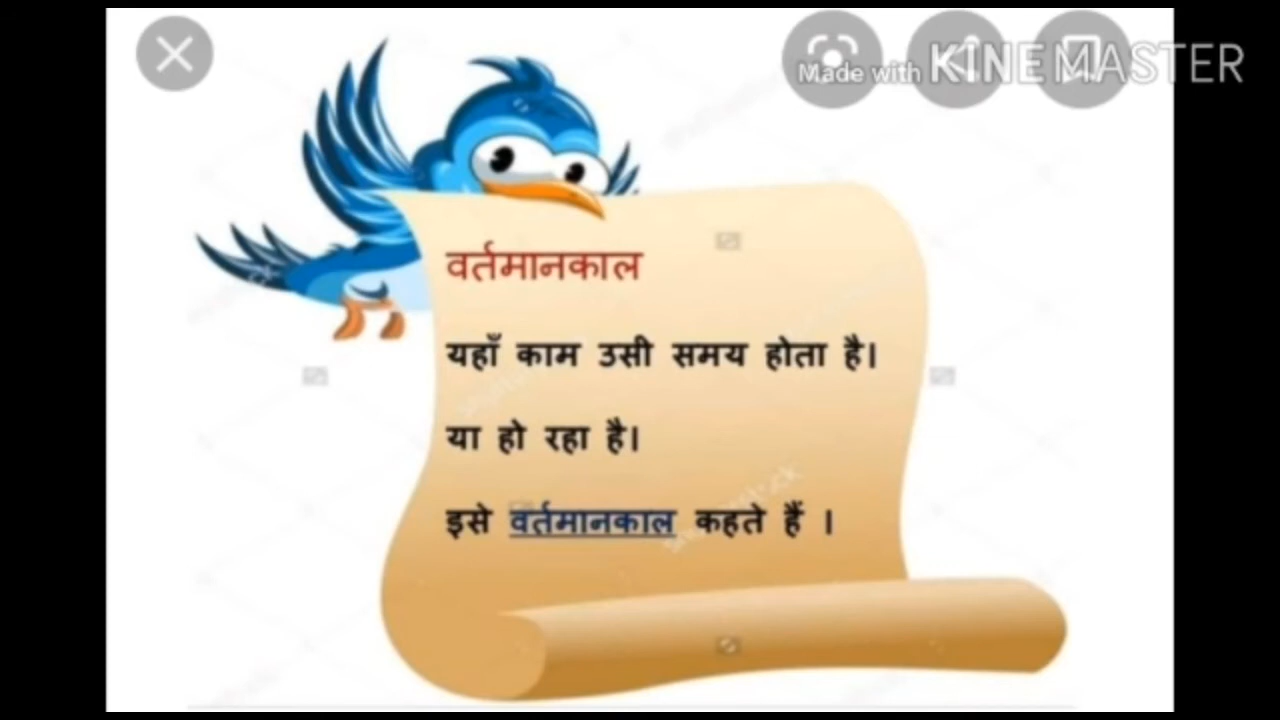 Made with KINEMASTER
वर्तमानकाल
यहाँ काम उसी समय होता है।
या हो रहा है।
इसे वर्तमानकाल कहते हैं ।